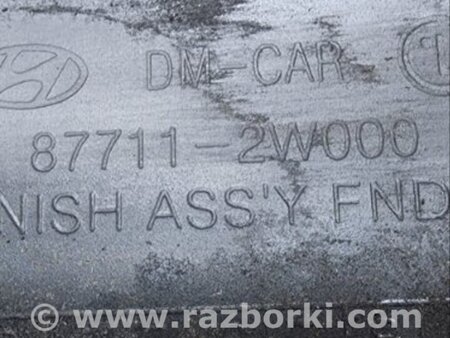 DM-CAR
87711-2W000
NISH ASS'Y FND
© www.razborki.com